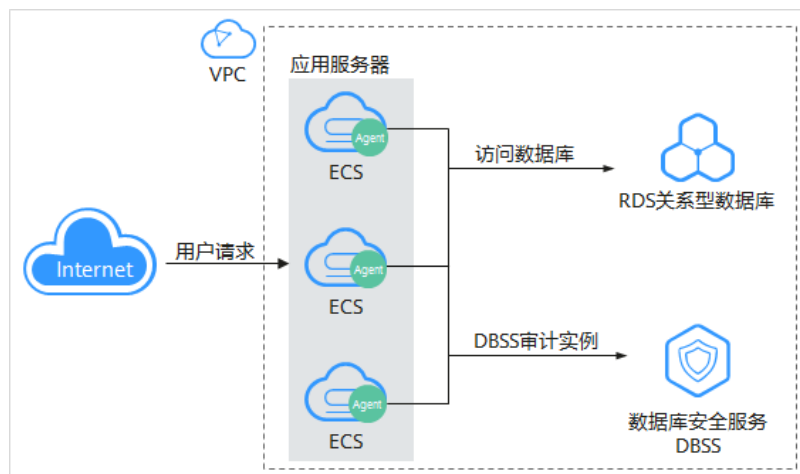 VPC
应用服务器
Agent
ECS
访问数据库
RDS关系型数据库
Internet
用户请求
Agent
ECS
DBSS审计实例
Agent
ECS
数据库安全服务
DBSS